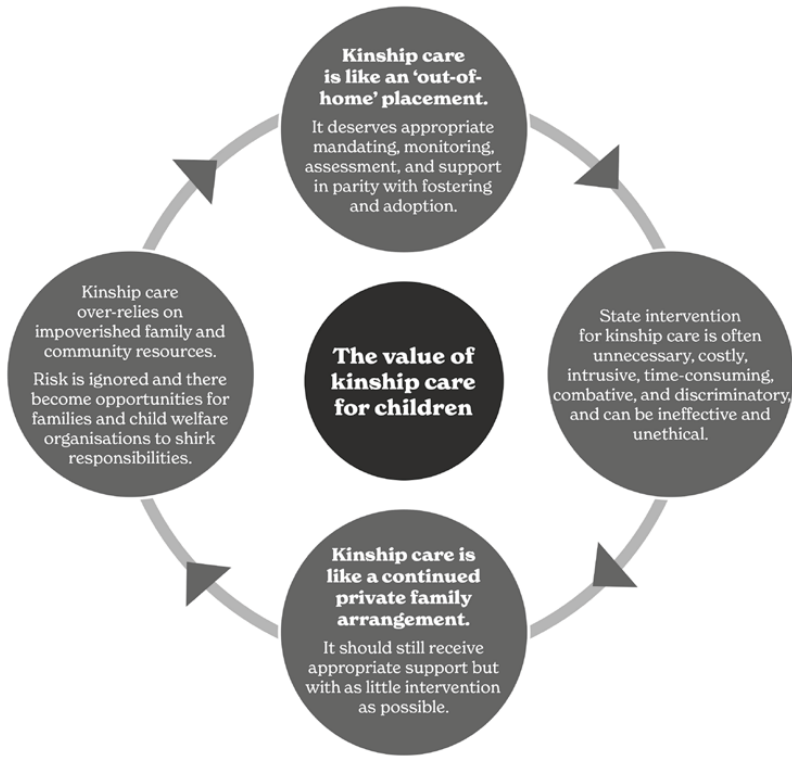 Kinship care
is like an ‘out-of-
home’ placement.
It deserves appropriate
mandating, monitoring,
assessment, and support
in parity with fostering
and adoption.
Kinship care
over-relies on
impoverished family and
community resources.
Risk is ignored and there
become opportunities for
families and child welfare
organisations to shirk
responsibilities.
The value of
kinship care
for children
State intervention
for kinship care is often
unnecessary, costly,
intrusive, time-consuming,
combative, and discriminatory,
and can be ineffective and
unethical.
Kinship care is
like a continued
private family
arrangement.
It should still receive
appropriate support but
with as little intervention
as possible.